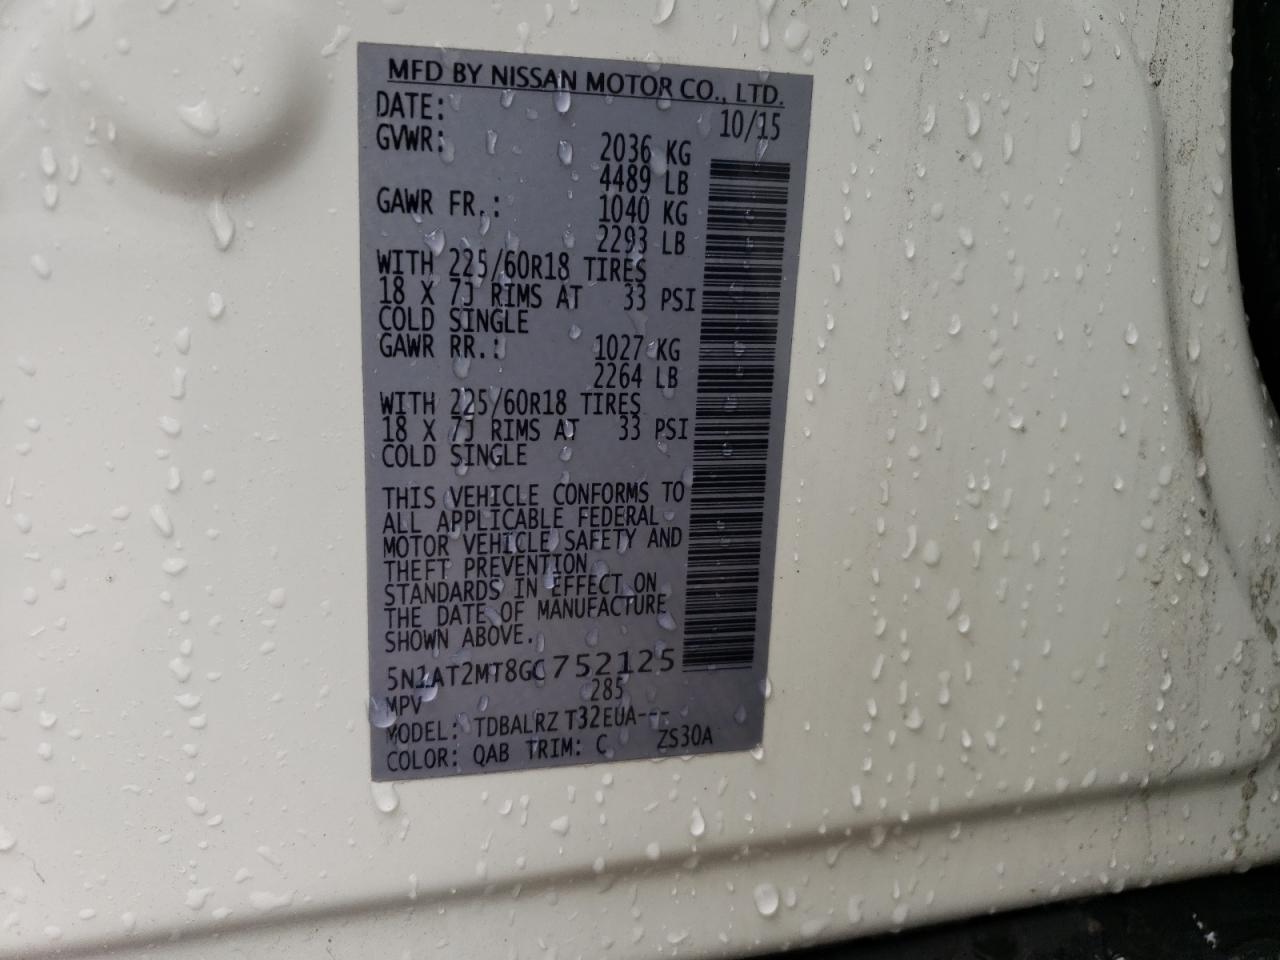 MFD BY NISSAN MOTOR CO., LTD.
DATE: 10/15
GVWR: 2036 KG
4489 LB
GAWR FR.: 1040 KG
2293 LB
WITH 225/60R18 TIRES
18 X 7J RIMS AT 33 PSI
COLD SINGLE
GAWR RR.: 1027 KG
2264 LB
WITH 225/60R18 TIRES
18 X 7J RIMS AT 33 PSI
COLD SINGLE
THIS VEHICLE CONFORMS TO
ALL APPLICABLE FEDERAL
MOTOR VEHICLE SAFETY AND
THEFT PREVENTION
STANDARDS IN EFFECT ON
THE DATE OF MANUFACTURE
SHOWN ABOVE.
5N1AT2MT8GC752125
MPV 285
MODEL: TDBALRZ T32EUA---
COLOR: QAB TRIM: C ZS30A